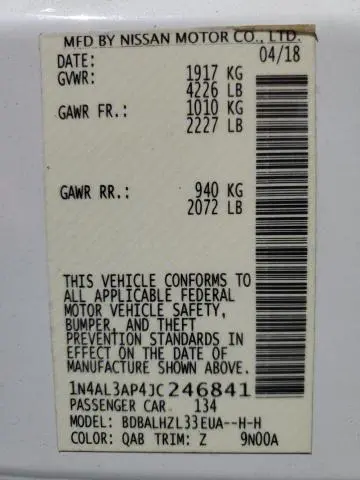 MFD BY NISSAN MOTOR CO., LTD.
DATE: 04/18
GVWR: 1917 KG
4226 LB
GAWR FR.: 1010 KG
2227 LB
GAWR RR.: 940 KG
2072 LB
THIS VEHICLE CONFORMS TO
ALL APPLICABLE FEDERAL
MOTOR VEHICLE SAFETY,
BUMPER, AND THEFT
PREVENTION STANDARDS IN
EFFECT ON THE DATE OF
MANUFACTURE SHOWN ABOVE.
1N4AL3AP4JC246841
PASSENGER CAR 134
MODEL: BDBALHZL33EUA--H-H
COLOR: QAB TRIM: Z 9N00A